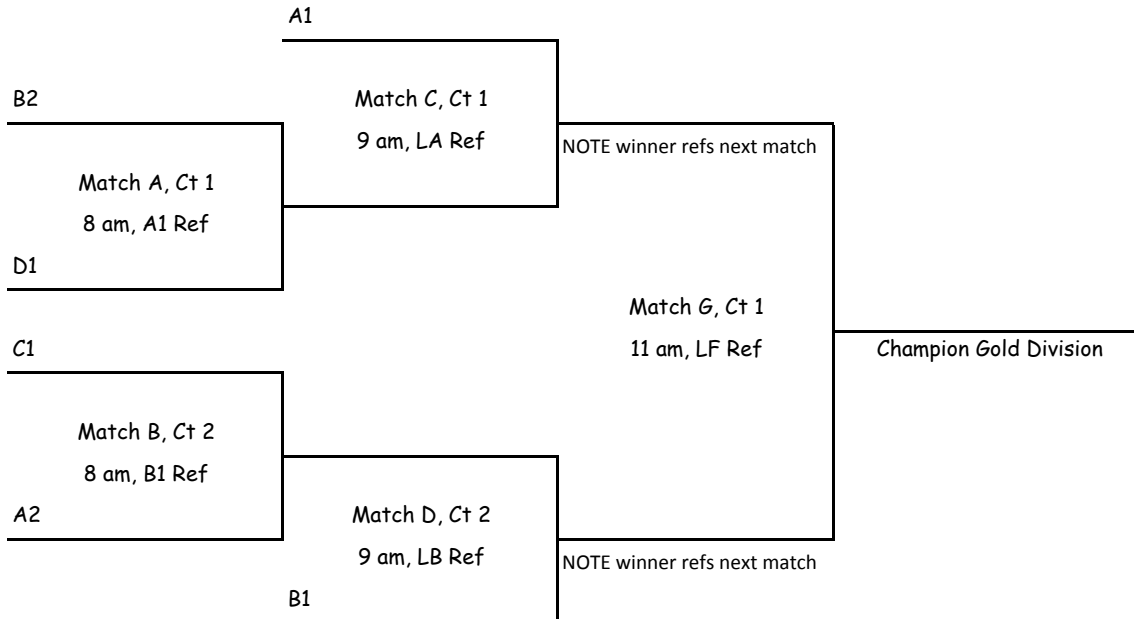 A1
B2
Match C, Ct 1
9 am, LA Ref
NOTE winner refs next match
Match A, Ct 1
8 am, A1 Ref
D1
Match G, Ct 1
11 am, LF Ref
Champion Gold Division
C1
Match B, Ct 2
8 am, B1 Ref
A2
Match D, Ct 2
9 am, LB Ref
NOTE winner refs next match
B1